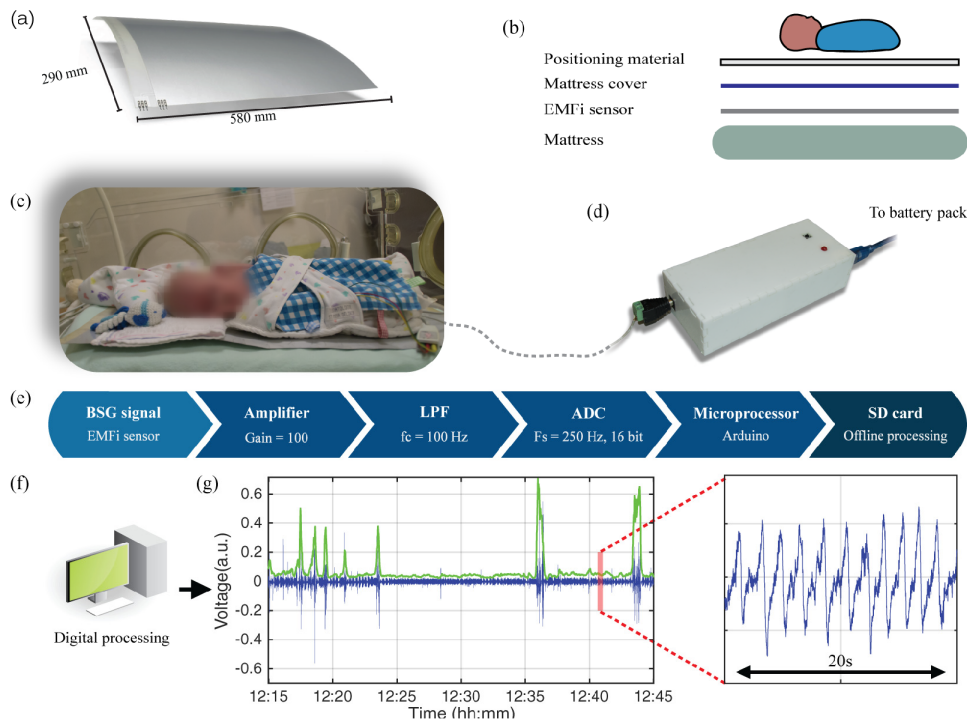 (a)
290 mm
580 mm
(b)
Positioning material
Mattress cover
EMFi sensor
Mattress
(c)
(d)
To battery pack
(e)
BSG signal
EMFi sensor
Amplifier
Gain = 100
LPF
fc = 100 Hz
ADC
Fs = 250 Hz, 16 bit
Microprocessor
Arduino
SD card
Offline processing
(f)
Digital processing
(g)
Voltage(a.u.)
0.6
0.4
0.2
0
-0.2
-0.4
-0.6
12:15 12:20 12:25 12:30 12:35 12:40 12:45
Time (hh:mm)
20s